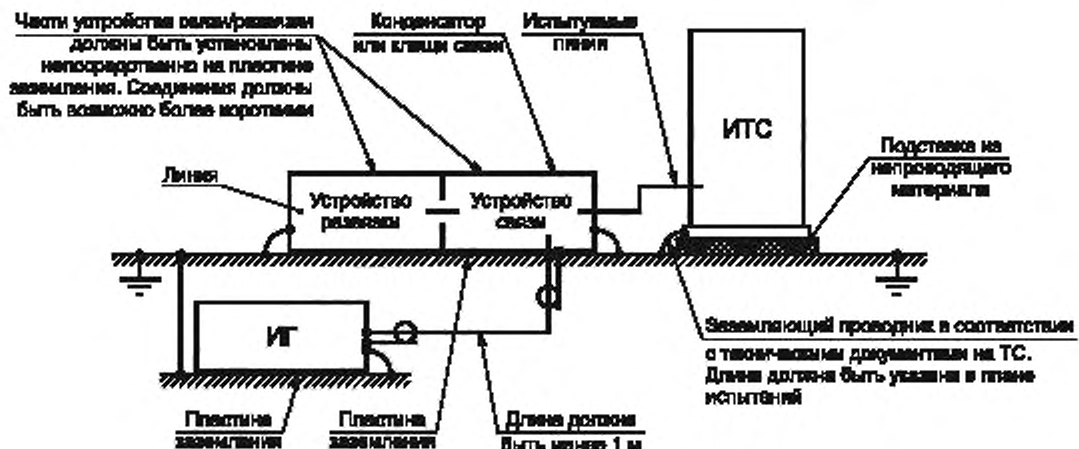 Части устройства связи/развязки
должны быть установлены
непосредственно на пластине
заземления. Соединения должны
быть возможно более короткими
Конденсатор
или клещи связи
Испытуемые
линии
ИТС
Подставка из
непроводящего
материала
Линия
Устройство
развязки
Устройство
связи
ИГ
Заземляющий проводник в соответствии
с техническими документами на ТС.
Длина должна быть указана в плане
испытаний
Пластина
заземления
Пластина
заземления
Длина должна
быть менее 1 м